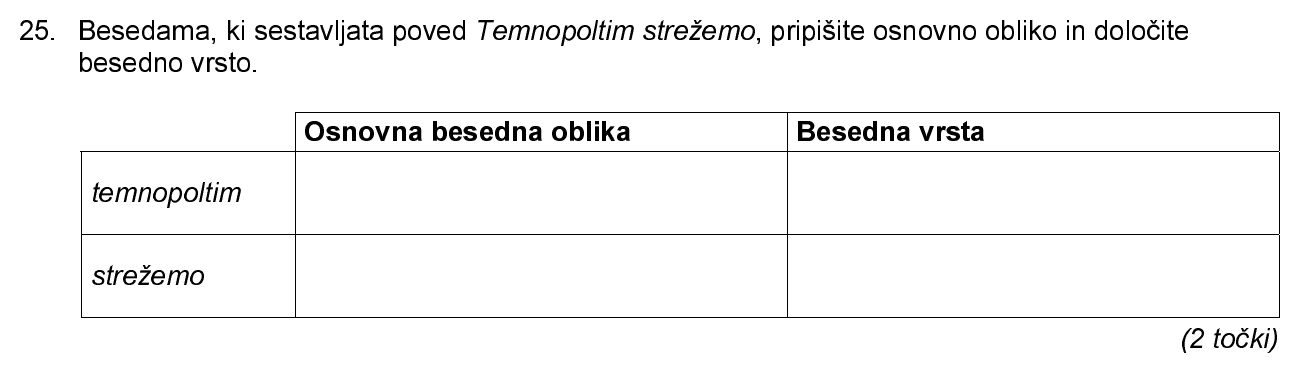 25. Besedama, ki sestavljata poved Temnopoltim strežemo, pripišite osnovno obliko in določite
besedno vrsto.
Osnovna besedna oblika Besedna vrsta
temnopoltim
strežemo
(2 točki)